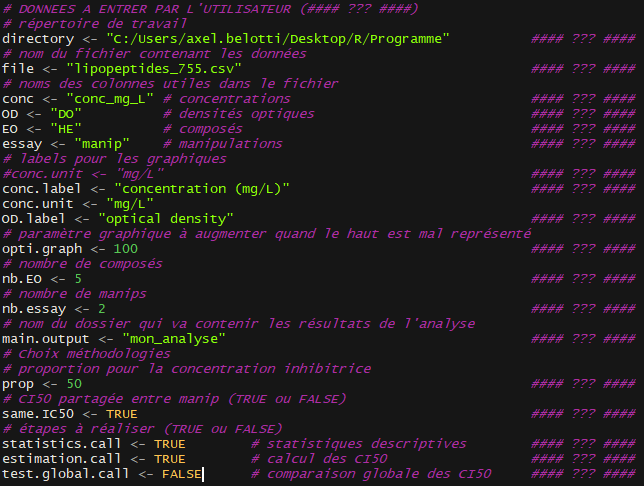 # DONNEES A ENTRER PAR L'UTILISATEUR (#### ??? ####)
# répertoire de travail
directory <- "C:/Users/axel.belotti/Desktop/R/Programme" #### ??? ####
# nom du fichier contenant les données
file <- "lipopeptides_755.csv" #### ??? ####
# noms des colonnes utiles dans le fichier
conc <- "conc_mg_L" # concentrations #### ??? ####
OD <- "DO" # densités optiques #### ??? ####
EO <- "HE" # composés #### ??? ####
essay <- "manip" # manipulations #### ??? ####
# labels pour les graphiques
#conc.unit <- "mg/L" #### ??? ####
conc.label <- "concentration (mg/L)" #### ??? ####
conc.unit <- "mg/L"
OD.label <- "optical density" #### ??? ####
# paramètre graphique à augmenter quand le haut est mal représenté
opti.graph <- 100 #### ??? ####
# nombre de composés
nb.EO <- 5 #### ??? ####
# nombre de manips
nb.essay <- 2 #### ??? ####
# nom du dossier qui va contenir les résultats de l'analyse
main.output <- "mon_analyse" #### ??? ####
# Choix méthodologies
# proportion pour la concentration inhibitrice
prop <- 50 #### ??? ####
# CI50 partagée entre manip (TRUE ou FALSE)
same.IC50 <- TRUE #### ??? ####
# étapes à réaliser (TRUE ou FALSE)
statistics.call <- TRUE # statistiques descriptives #### ??? ####
estimation.call <- TRUE # calcul des CI50 #### ??? ####
test.global.call <- FALSE # comparaison globale des CI50 #### ??? ####